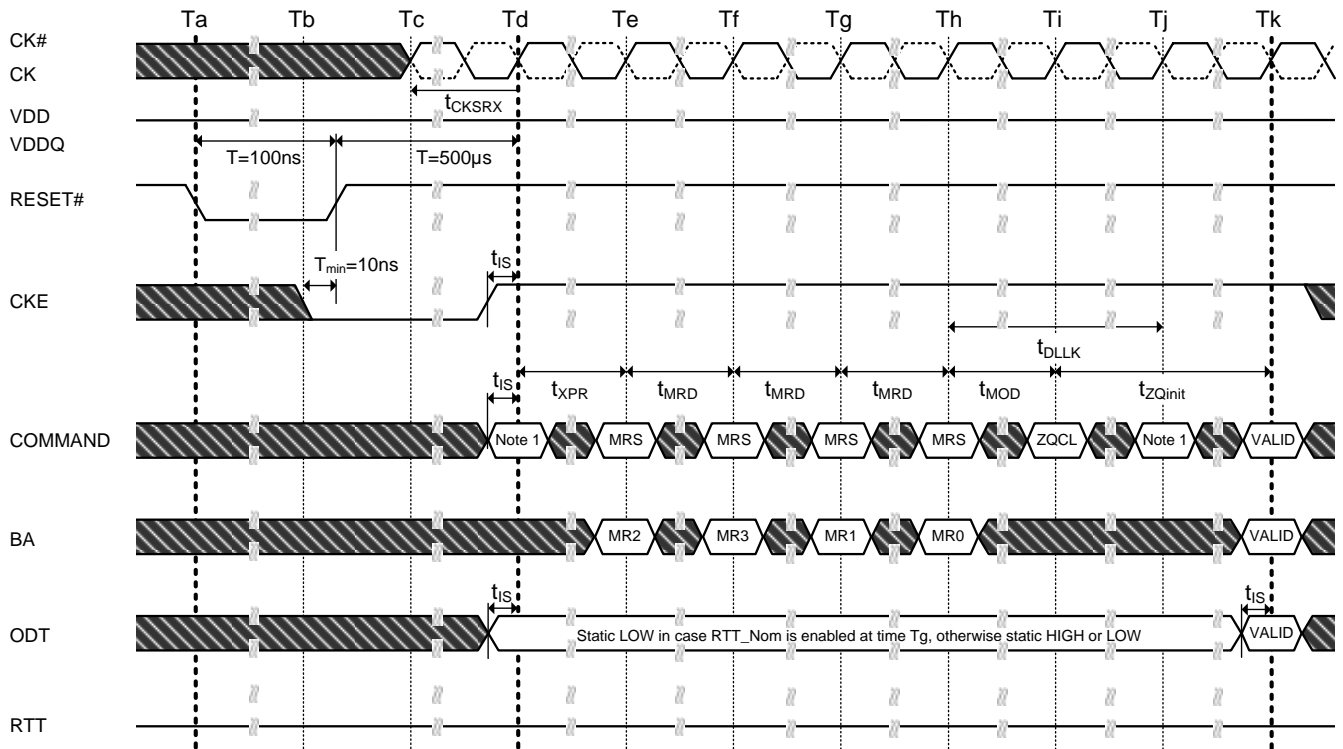 Ta Tb Tc Td Te Tf Tg Th Ti Tj Tk
CK#
CK
tCKSRX
VDD
VDDQ
T=100ns T=500µs
RESET#
Tmin=10ns tIS
CKE
tDLLK
tIS tXPR tMRD tMRD tMRD tMOD tZQinit
COMMAND Note 1 MRS MRS MRS MRS ZQCL Note 1 VALID
BA MR2 MR3 MR1 MR0 VALID
tIS tIS
ODT Static LOW in case RTT_Nom is enabled at time Tg, otherwise static HIGH or LOW VALID
RTT